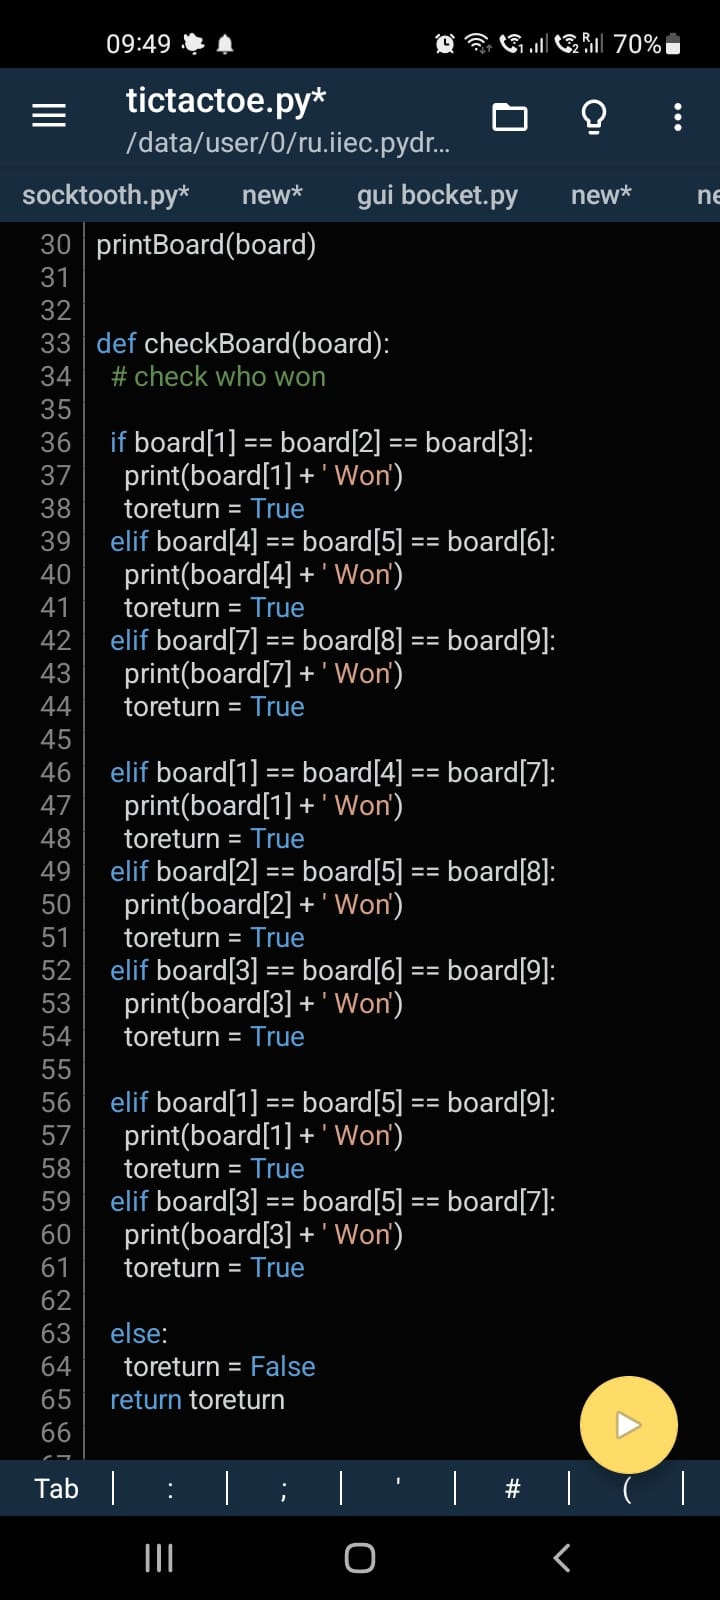 09:49 70%
tictactoe.py*
/data/user/0/ru.iiec.pydr...
socktooth.py* new* gui bocket.py new* ne
30 printBoard(board)
31
32
33 def checkBoard(board):
34 # check who won
35
36 if board[1] == board[2] == board[3]:
37 print(board[1] + ' Won')
38 toreturn = True
39 elif board[4] == board[5] == board[6]:
40 print(board[4] + ' Won')
41 toreturn = True
42 elif board[7] == board[8] == board[9]:
43 print(board[7] + ' Won')
44 toreturn = True
45
46 elif board[1] == board[4] == board[7]:
47 print(board[1] + ' Won')
48 toreturn = True
49 elif board[2] == board[5] == board[8]:
50 print(board[2] + ' Won')
51 toreturn = True
52 elif board[3] == board[6] == board[9]:
53 print(board[3] + ' Won')
54 toreturn = True
55
56 elif board[1] == board[5] == board[9]:
57 print(board[1] + ' Won')
58 toreturn = True
59 elif board[3] == board[5] == board[7]:
60 print(board[3] + ' Won')
61 toreturn = True
62
63 else:
64 toreturn = False
65 return toreturn
66
Tab | : | ; | ' | # | ( |